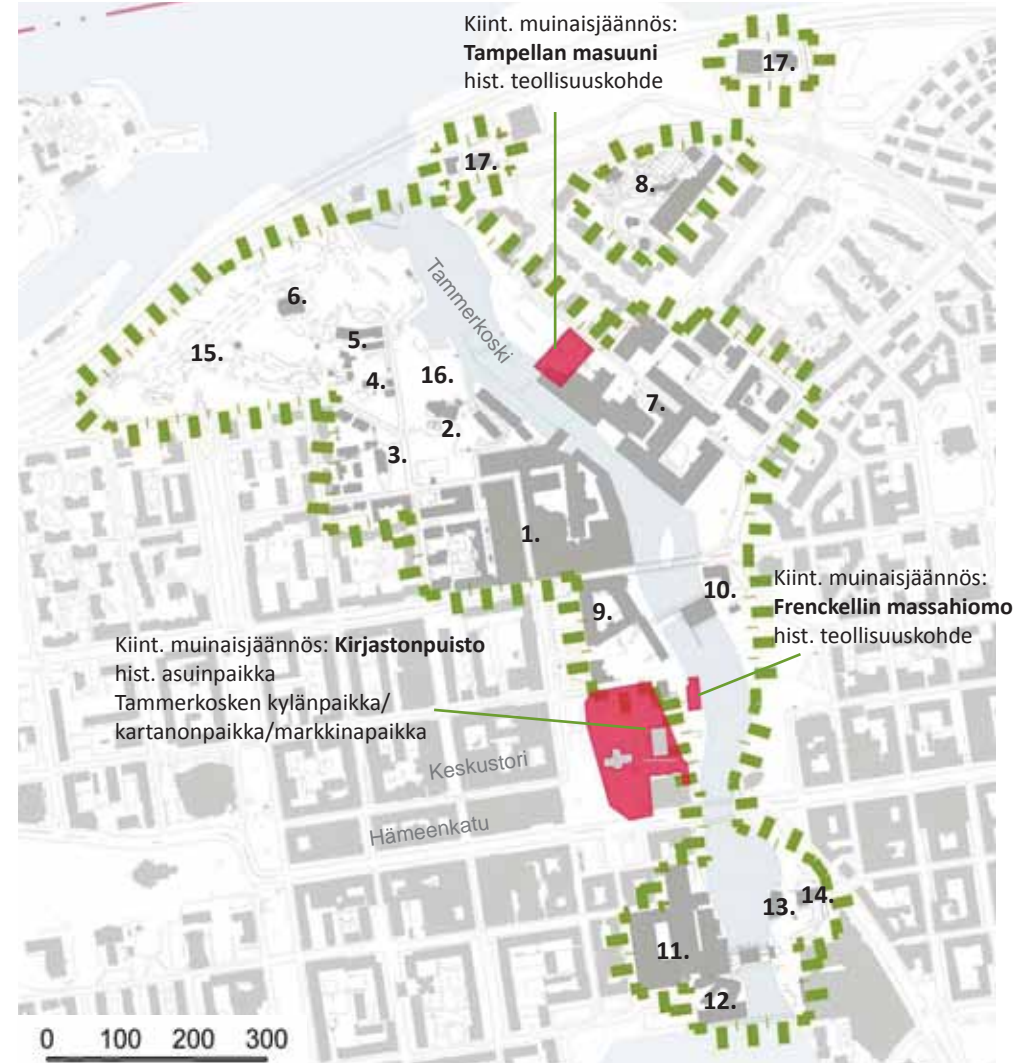 Kiint. muinaisjäännös:
Tampellan masuuni
hist. teollisuuskohde
17.
17.
8.
Tammerkoski
6.
5.
15.
4.
16.
7.
2.
3.
1.
10.
Kiint. muinaisjäännös:
Frenckellin massahiomo
hist. teollisuuskohde
9.
Kiint. muinaisjäännös: Kirjastonpuisto
hist. asuinpaikka
Tammerkosken kylänpaikka/
kartanonpaikka/markkinapaikka
Keskustori
Hämeenkatu
13.
14.
11.
12.
0 100 200 300